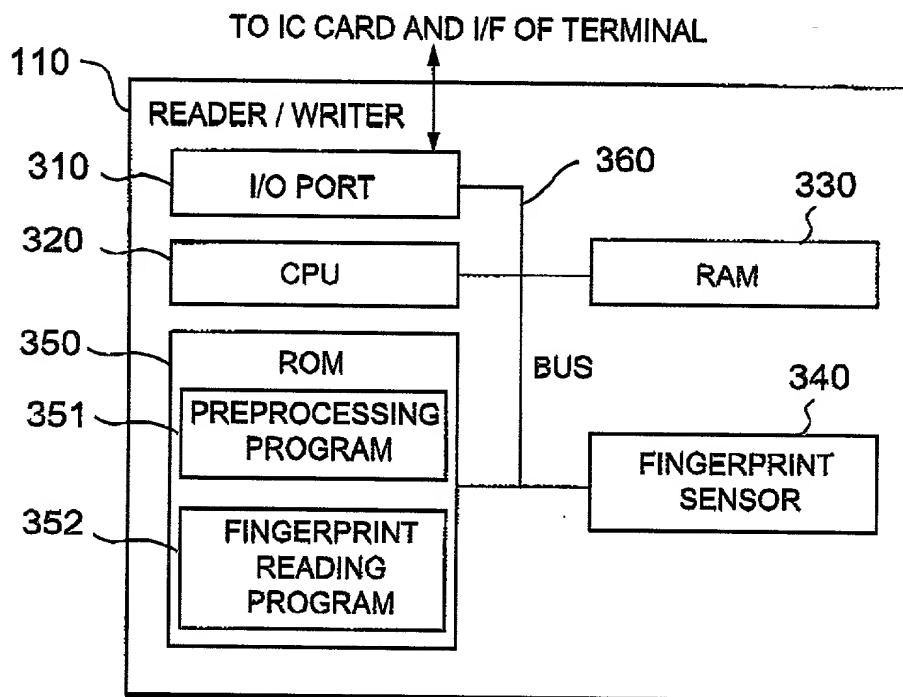 TO IC CARD AND I/F OF TERMINAL
110
READER / WRITER
310
I/O PORT
360
330
320
CPU
RAM
350
ROM
BUS
340
351
PREPROCESSING
PROGRAM
FINGERPRINT
SENSOR
352
FINGERPRINT
READING
PROGRAM